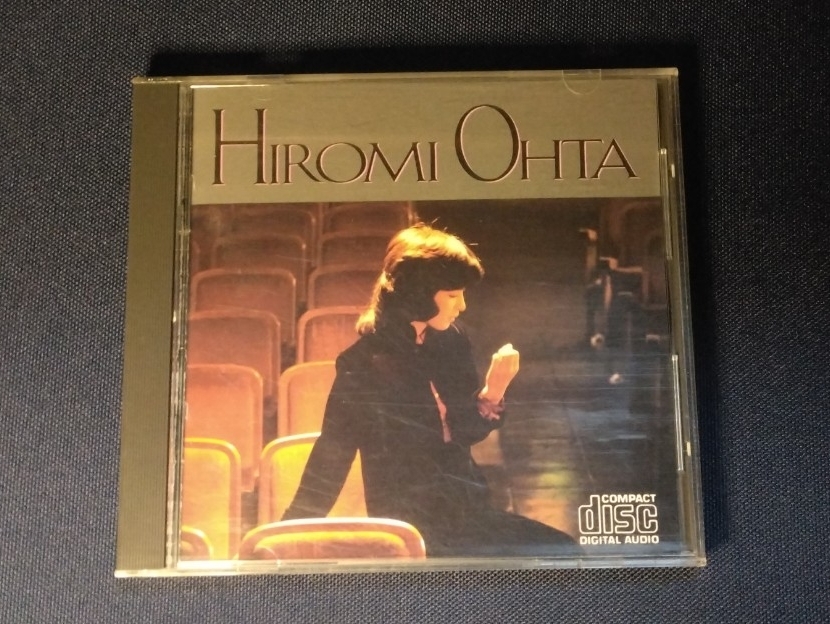 HIROMI OHTA
COMPACT
disc
DIGITAL AUDIO